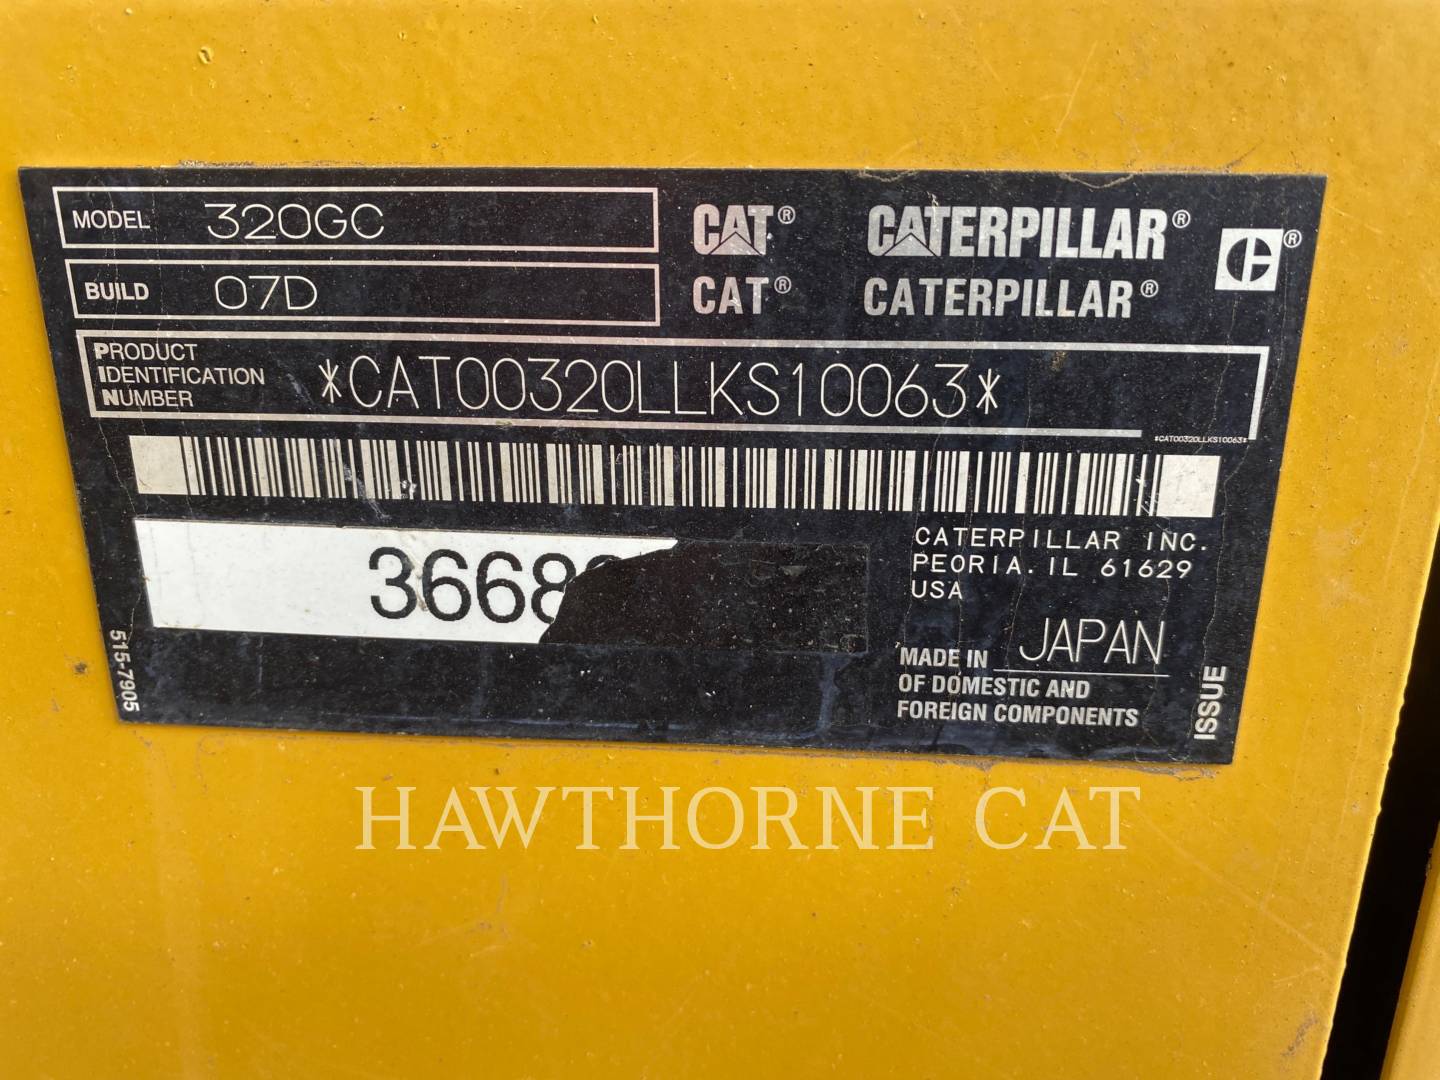 MODEL 320GC
BUILD 07D
CAT® CATERPILLAR®
CAT® CATERPILLAR®
C®
PRODUCT
IDENTIFICATION
NUMBER
*CAT00320LLKS10063*
*CAT00320LLKS10063*
3668
CATERPILLAR INC.
PEORIA. IL 61629
USA
MADE IN JAPAN
OF DOMESTIC AND
FOREIGN COMPONENTS
515-7905
ISSUE
HAWTHORNE CAT